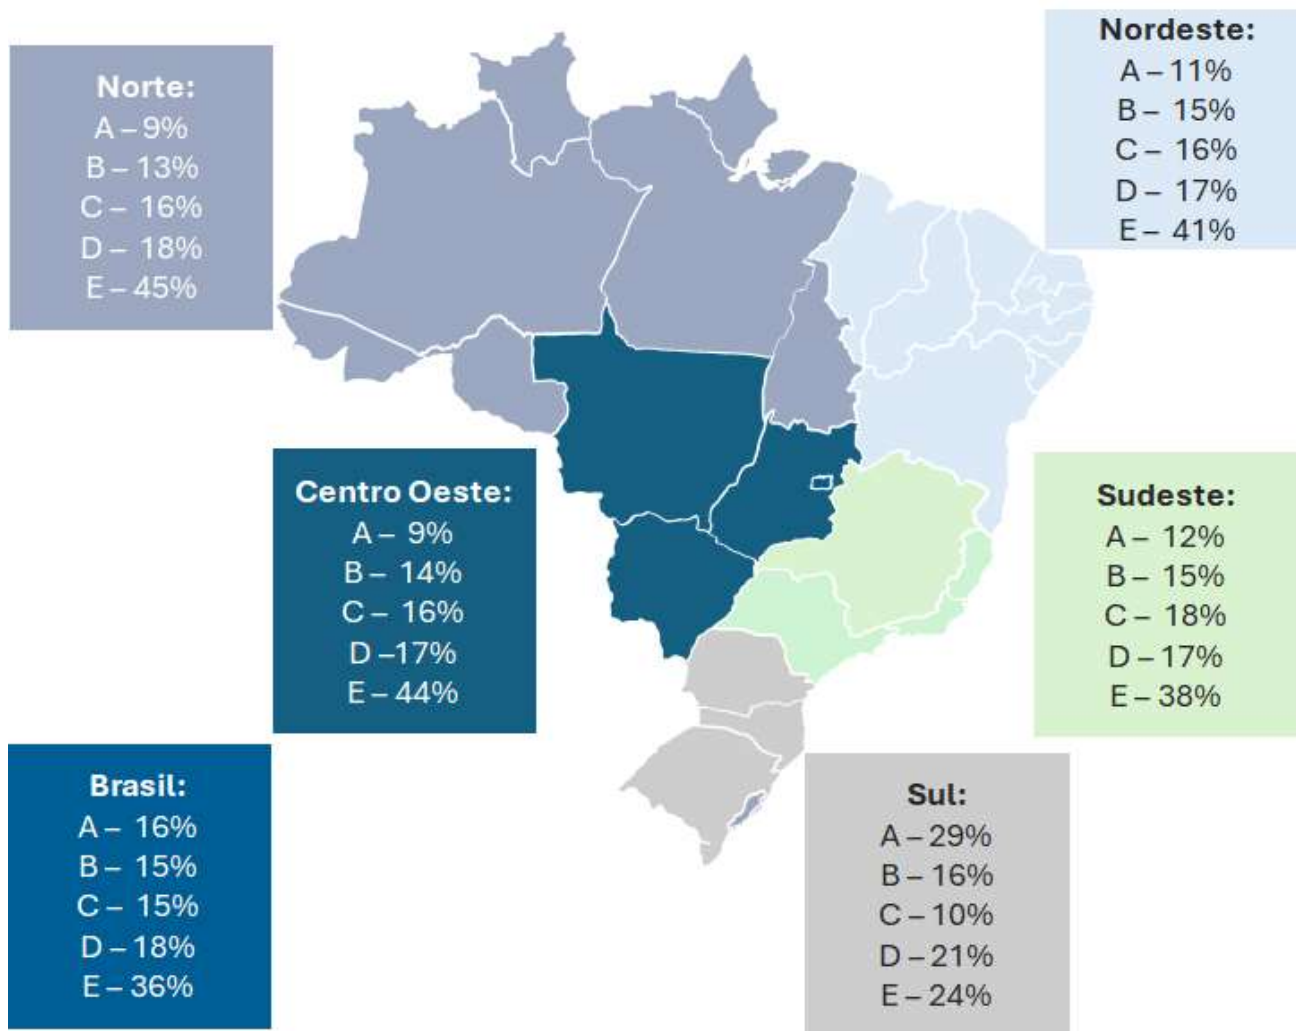 Norte:
A – 9%
B – 13%
C – 16%
D – 18%
E – 45%
Nordeste:
A – 11%
B – 15%
C – 16%
D – 17%
E – 41%
Centro Oeste:
A – 9%
B – 14%
C – 16%
D –17%
E – 44%
Sudeste:
A – 12%
B – 15%
C – 18%
D – 17%
E – 38%
Brasil:
A – 16%
B – 15%
C – 15%
D – 18%
E – 36%
Sul:
A – 29%
B – 16%
C – 10%
D – 21%
E – 24%